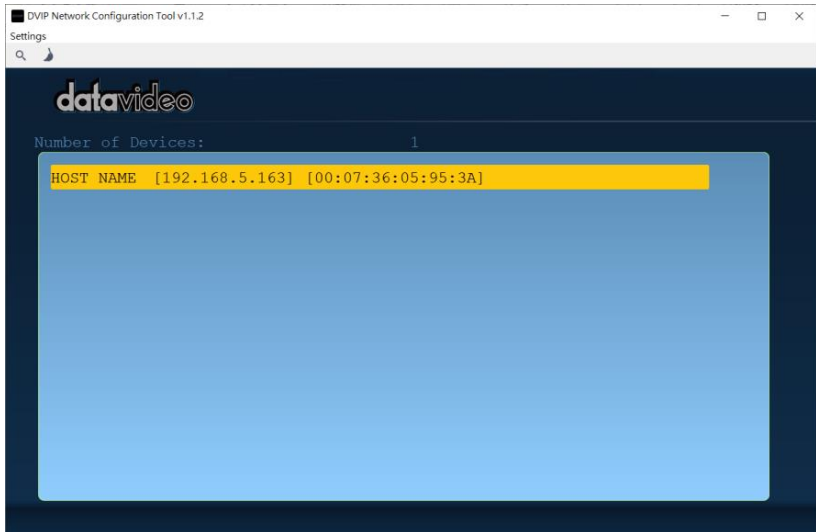 DVIP Network Configuration Tool v1.1.2
Settings
datavideo
Number of Devices: 1
HOST NAME [192.168.5.163] [00:07:36:05:95:3A]